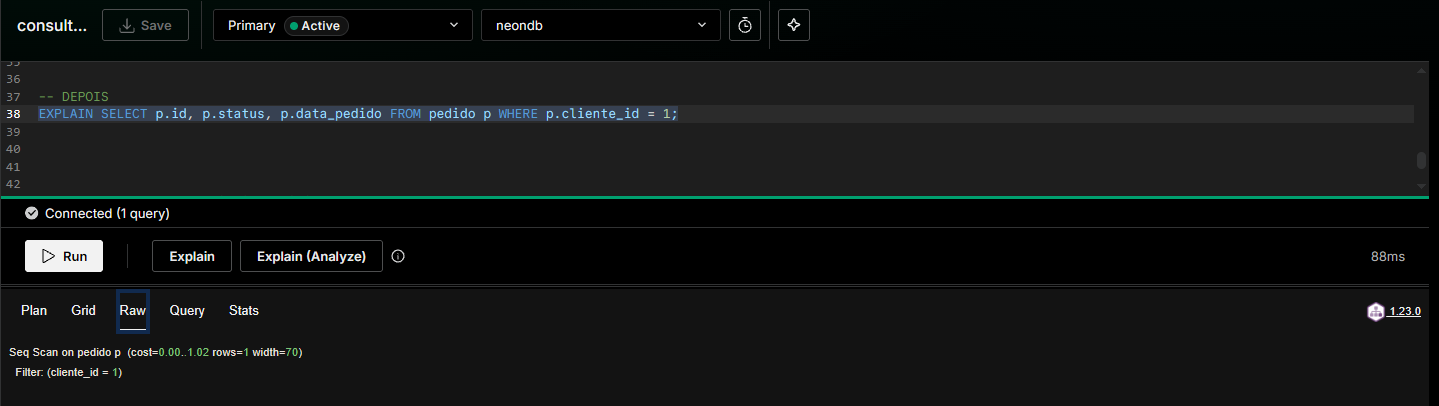 consult...
Save
Primary
Active
neondb
35
36
37 -- DEPOIS
38 EXPLAIN SELECT p.id, p.status, p.data_pedido FROM pedido p WHERE p.cliente_id = 1;
39
40
41
42
Connected (1 query)
Run
Explain
Explain (Analyze)
88ms
Plan
Grid
Raw
Query
Stats
1.23.0
Seq Scan on pedido p (cost=0.00..1.02 rows=1 width=70)
Filter: (cliente_id = 1)